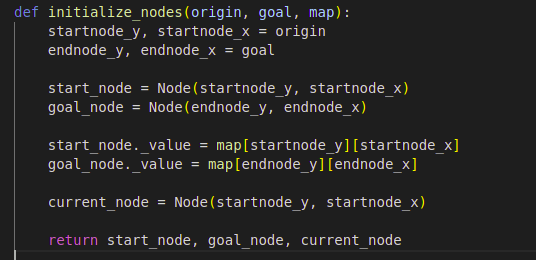 def initialize_nodes(origin, goal, map):
    startnode_y, startnode_x = origin
    endnode_y, endnode_x = goal
    start_node = Node(startnode_y, startnode_x)
    goal_node = Node(endnode_y, endnode_x)
    start_node._value = map[startnode_y][startnode_x]
    goal_node._value = map[endnode_y][endnode_x]
    current_node = Node(startnode_y, startnode_x)
    return start_node, goal_node, current_node